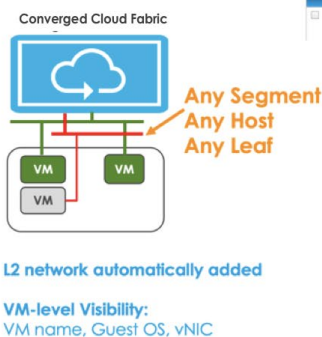 Converged Cloud Fabric
Any Segment
Any Host
Any Leaf
VM
VM
VM
L2 network automatically added
VM-level Visibility:
VM name, Guest OS, vNIC